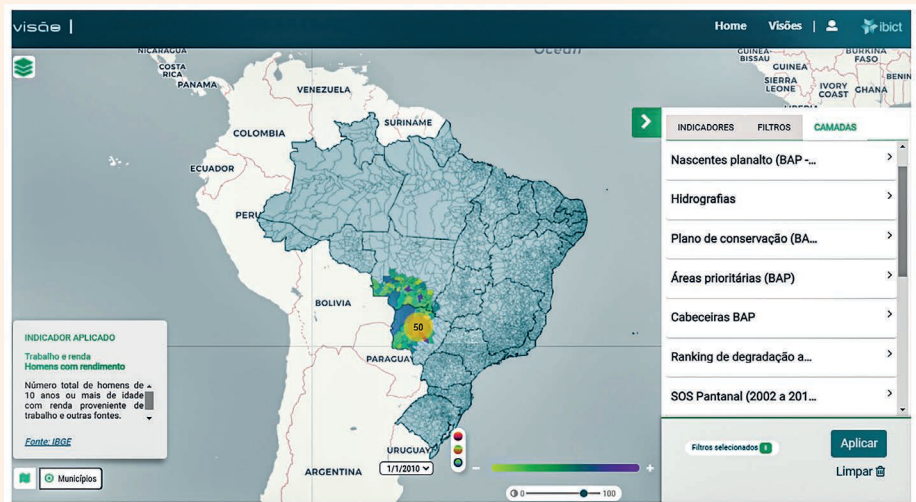 visão |
Home Visões |
ibict
Ocean
NICARAGUA
COSTA
RICA
PANAMA
VENEZUELA
SURINAME
COLOMBIA
ECUADOR
PERU
BOLIVIA
PARAGUAY
URUGUAY
ARGENTINA
GUINEA-
BISSAU
GUINEA
SIERRA
LEONE
IVORY
COAST
GHANA
BURKINA
FASO
BENIN
LIBERIA
50
INDICADORES FILTROS CAMADAS
Nascentes planalto (BAP -...
Hidrografias
Plano de conservação (BA...
Áreas prioritárias (BAP)
Cabeceiras BAP
Ranking de degradação a...
SOS Pantanal (2002 a 201...
Filtros selecionados
Aplicar
Limpar
INDICADOR APLICADO
Trabalho e renda
Homens com rendimento
Número total de homens de
10 anos ou mais de idade
com renda proveniente de
trabalho e outras fontes.
Fonte: IBGE
Municípios
1/1/2010
− +
0 100